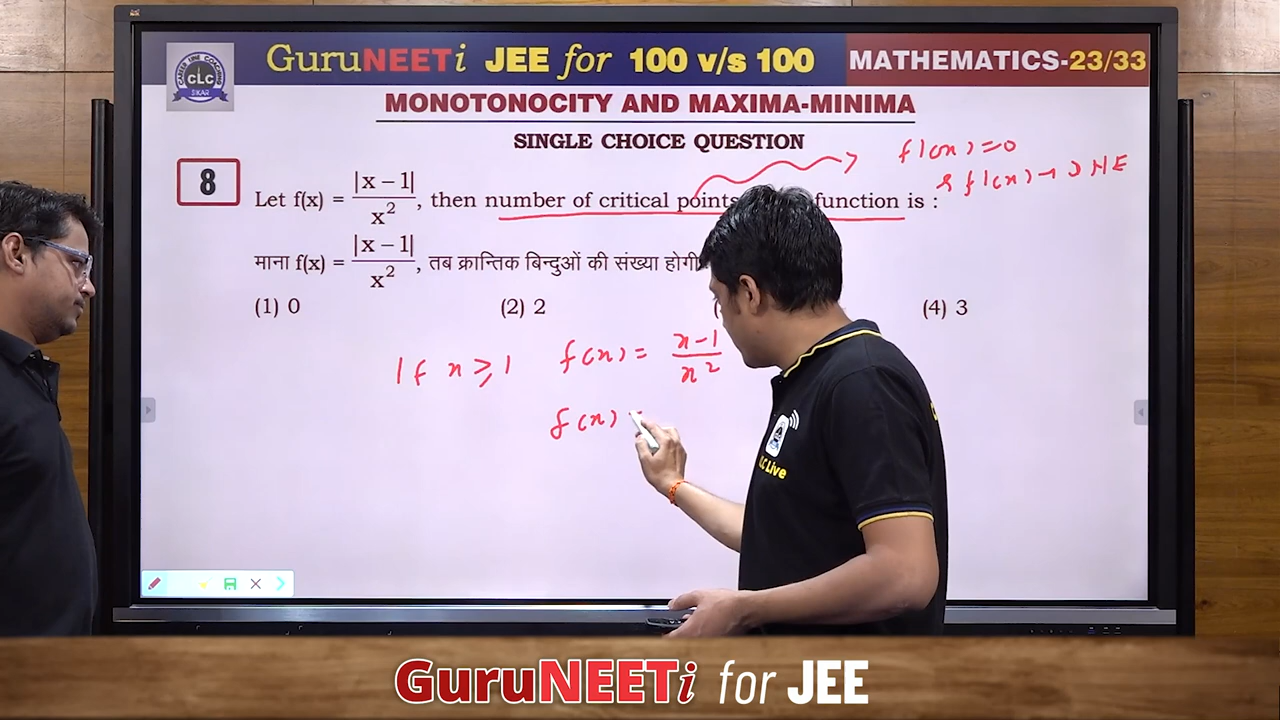 GuruNEETi JEE for 100 v/s 100 MATHEMATICS-23/33
CLC
SIKAR
MONOTONOCITY AND MAXIMA-MINIMA
SINGLE CHOICE QUESTION
f'(x)=0
& f'(x) → DNE
8 Let f(x) = |x – 1| / x², then number of critical points function is :
माना f(x) = |x – 1| / x², तब क्रान्तिक बिन्दुओं की संख्या होगी
(1) 0 (2) 2 (4) 3
If x ≥ 1 f(x) = x-1 / x²
f(x)
Live
GuruNEETi for JEE